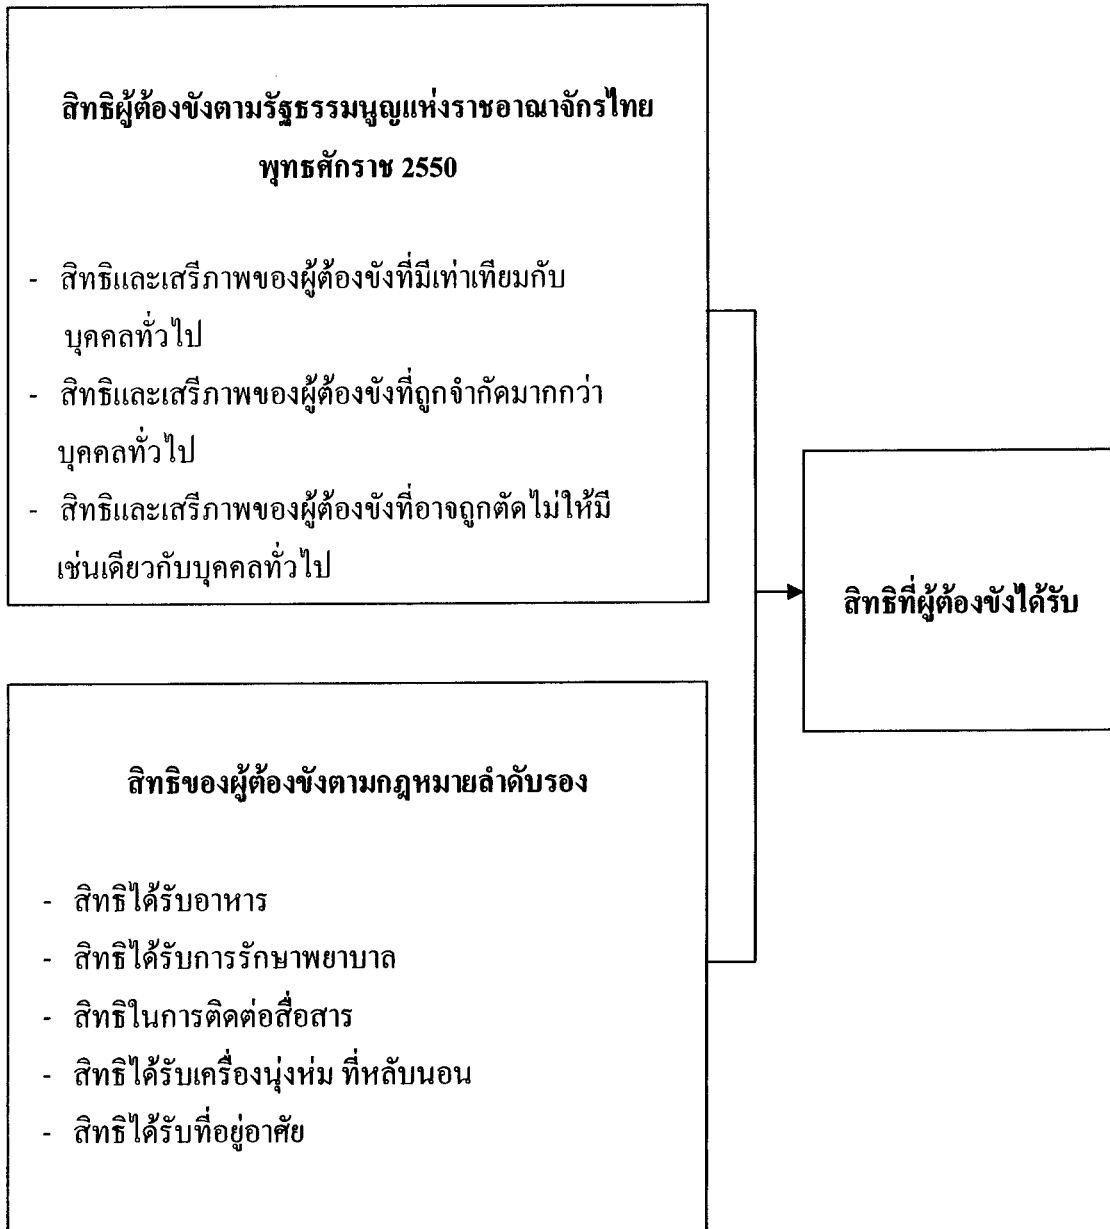 สิทธิผู้ต้องขังตามรัฐธรรมนูญแห่งราชอาณาจักรไทย
พุทธศักราช 2550
- สิทธิและเสรีภาพของผู้ต้องขังที่มีเท่าเทียมกับ
บุคคลทั่วไป
- สิทธิและเสรีภาพของผู้ต้องขังที่ถูกจำกัดมากกว่า
บุคคลทั่วไป
- สิทธิและเสรีภาพของผู้ต้องขังที่อาจถูกตัดไม่ให้มี
เช่นเดียวกับบุคคลทั่วไป
สิทธิที่ผู้ต้องขังได้รับ
สิทธิของผู้ต้องขังตามกฎหมายลำดับรอง
- สิทธิได้รับอาหาร
- สิทธิได้รับการรักษาพยาบาล
- สิทธิในการติดต่อสื่อสาร
- สิทธิได้รับเครื่องนุ่งห่ม ที่หลับนอน
- สิทธิได้รับที่อยู่อาศัย